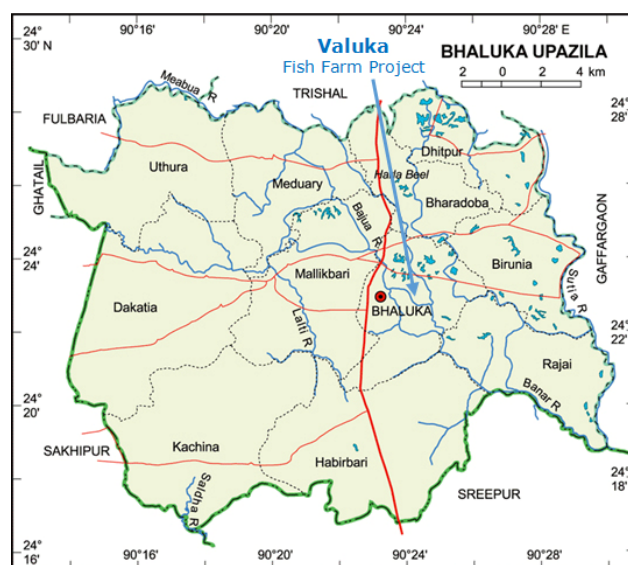 90°16'
90°20'
90°24'
90°28' E
24°
30' N
Valuka
Fish Farm Project
BHALUKA UPAZILA
2 0 2 4 km
Meabua R
TRISHAL
24°
28'
FULBARIA
Dhitpur
Uthura
Meduary
Haila Beel
GHATAIL
Bajua R
Bharadoba
GAFFARGAON
24°
24'
Mallikbari
Birunia
Sutira R
Dakatia
Lalti R
BHALUKA
24°
22'
Rajai
24°
20'
Banar R
SAKHIPUR
Kachina
Habirbari
24°
18'
Saldha R
SREEPUR
24°
16'
90°16'
90°20'
90°24'
90°28'